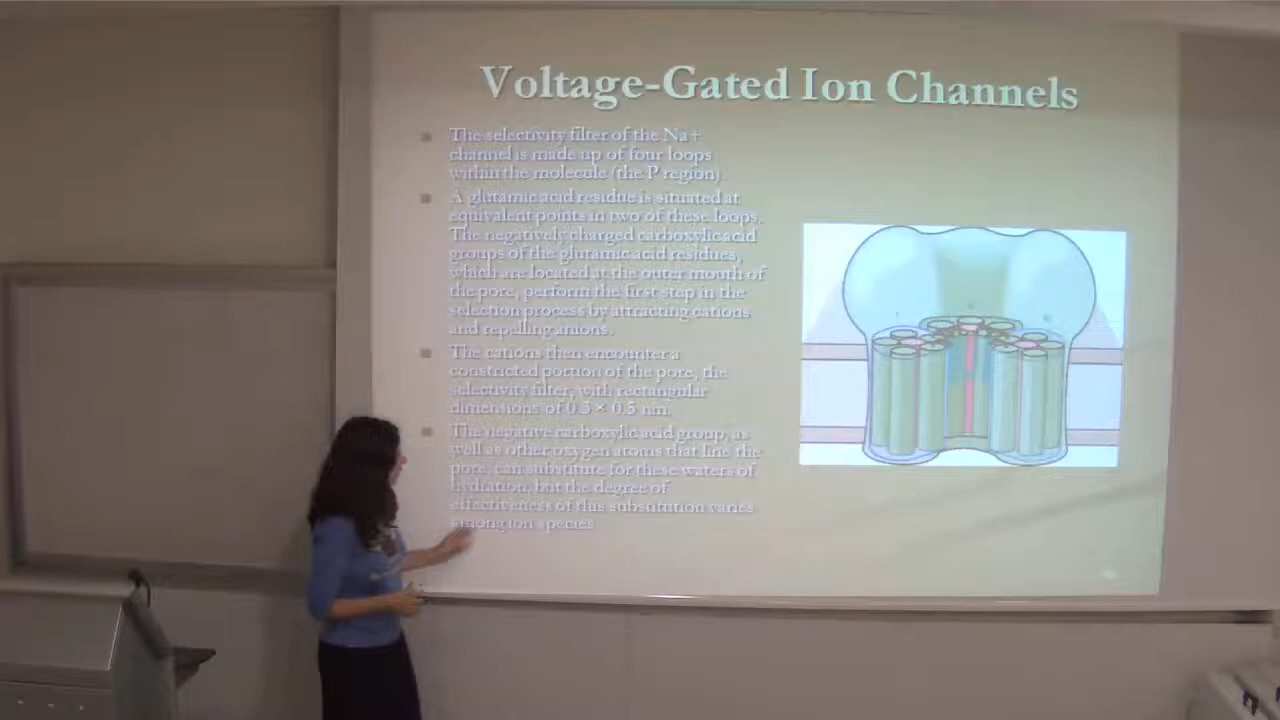 Voltage-Gated Ion Channels
The selectivity filter of the Na+
channel is made up of four loops
within the molecule (the P region).
A glutamic acid residue is situated at
equivalent points in two of these loops.
The negatively charged carboxylic acid
groups of the glutamic acid residues,
which are located at the outer mouth of
the pore, perform the first step in the
selection process by attracting cations
and repelling anions.
The cations then encounter a
constricted portion of the pore, the
selectivity filter, with rectangular
dimensions of 0.3 × 0.5 nm.
The negative carboxylic acid group, as
well as other oxygen atoms that line the
pore, can substitute for these waters of
hydration, but the degree of
effectiveness of this substitution varies
among ion species.